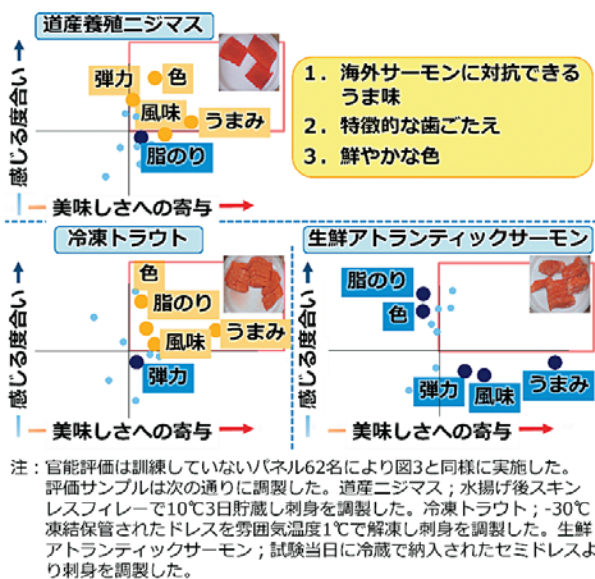 道産養殖ニジマス
感じる度合い
弾力
色
風味
うまみ
脂のり
美味しさへの寄与
1. 海外サーモンに対抗できる
うま味
2. 特徴的な歯ごたえ
3. 鮮やかな色
冷凍トラウト
感じる度合い
色
脂のり
うまみ
風味
弾力
美味しさへの寄与
生鮮アトランティックサーモン
感じる度合い
脂のり
色
弾力
風味
うまみ
美味しさへの寄与
注：官能評価は訓練していないパネル62名により図3と同様に実施した。
評価サンプルは次の通りに調製した。道産ニジマス；水揚げ後スキン
レスフィレーで10℃3日貯蔵し刺身を調製した。冷凍トラウト；-30℃
凍結保管されたドレスを雰囲気温度1℃で解凍し刺身を調製した。生鮮
アトランティックサーモン；試験当日に冷蔵で納入されたセミドレスよ
り刺身を調製した。